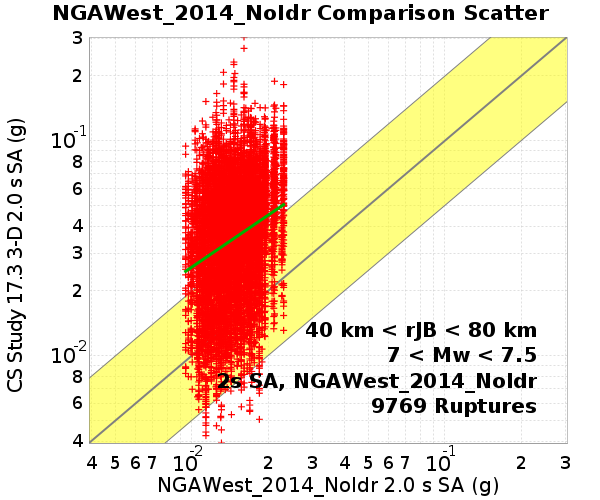 NGAWest_2014_NoIdr Comparison Scatter
3
2
10-1
8
6
4
3
2
10-2
8
6
4
CS Study 17.3 3-D 2.0 s SA (g)
40 km < rJB < 80 km
7 < Mw < 7.5
2s SA, NGAWest_2014_NoIdr
9769 Ruptures
4 5 6 7 10-2 2 3 4 5 6 7 10-1 2 3
NGAWest_2014_NoIdr 2.0 s SA (g)